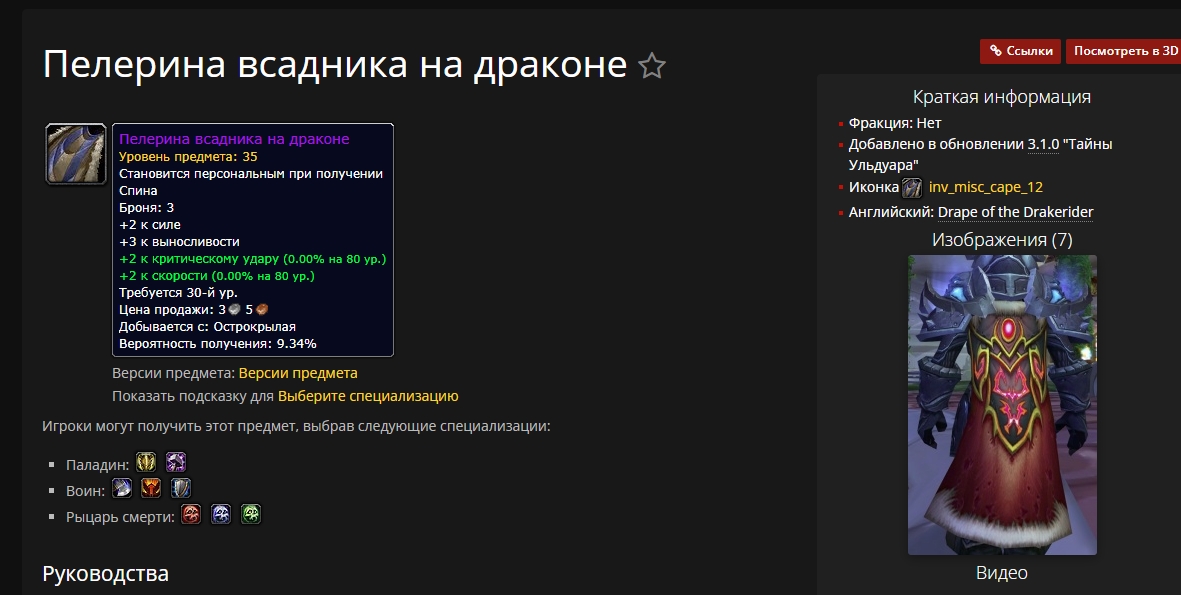 Пелерина всадника на драконе
Ссылки
Посмотреть в 3D
Пелерина всадника на драконе
Уровень предмета: 35
Становится персональным при получении
Спина
Броня: 3
+2 к силе
+3 к выносливости
+2 к критическому удару (0.00% на 80 ур.)
+2 к скорости (0.00% на 80 ур.)
Требуется 30-й ур.
Цена продажи: 3 5
Добывается с: Острокрылая
Вероятность получения: 9.34%
Версии предмета: Версии предмета
Показать подсказку для Выберите специализацию
Игроки могут получить этот предмет, выбрав следующие специализации:
Паладин:
Воин:
Рыцарь смерти:
Руководства
Краткая информация
Фракция: Нет
Добавлено в обновлении 3.1.0 "Тайны
Ульдуара"
Иконка inv_misc_cape_12
Английский: Drape of the Drakerider
Изображения (7)
Видео